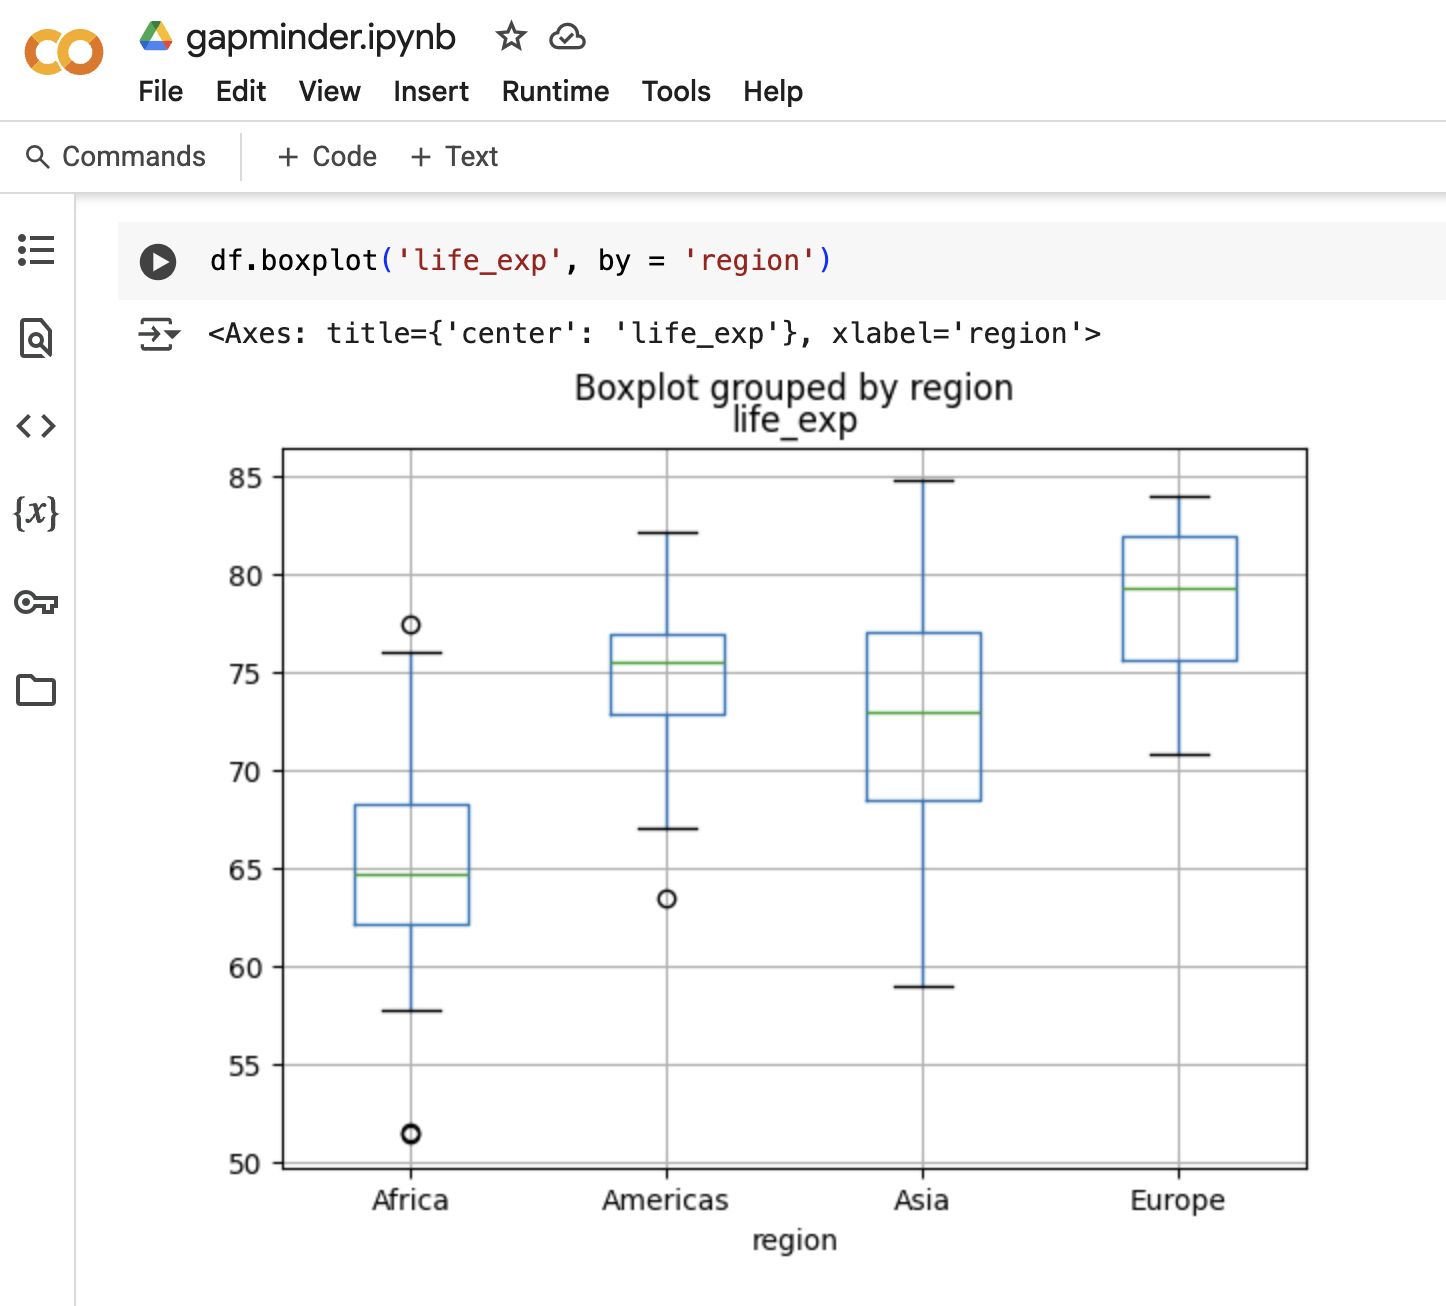 gapminder.ipynb
File Edit View Insert Runtime Tools Help
Commands + Code + Text
df.boxplot('life_exp', by = 'region')
<Axes: title={'center': 'life_exp'}, xlabel='region'>
Boxplot grouped by region
life_exp
85
80
75
70
65
60
55
50
Africa Americas Asia Europe
region
{x}